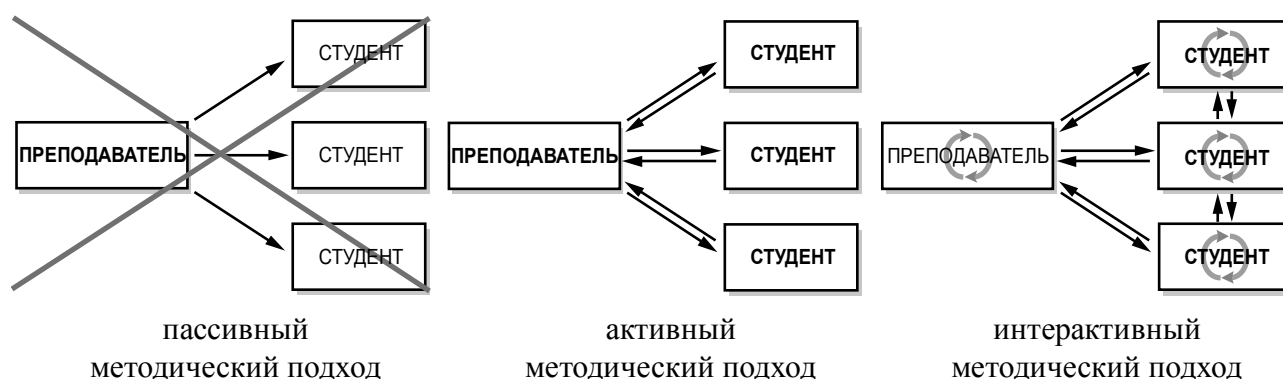 СТУДЕНТ
ПРЕПОДАВАТЕЛЬ
СТУДЕНТ
СТУДЕНТ
пассивный
методический подход
СТУДЕНТ
ПРЕПОДАВАТЕЛЬ
СТУДЕНТ
СТУДЕНТ
активный
методический подход
СТУДЕНТ
ПРЕПОДАВАТЕЛЬ
СТУДЕНТ
СТУДЕНТ
интерактивный
методический подход